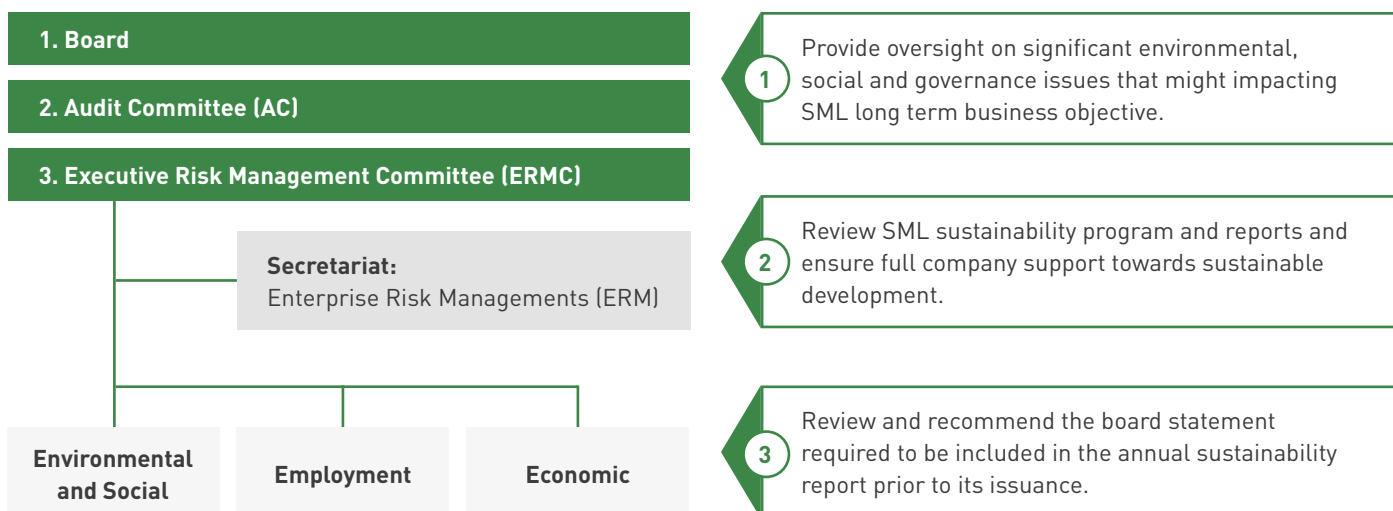 1. Board
2. Audit Committee (AC)
3. Executive Risk Management Committee (ERMC)
Secretariat:
Enterprise Risk Managements (ERM)
Environmental
and Social
Employment
Economic
1
Provide oversight on significant environmental,
social and governance issues that might impacting
SML long term business objective.
2
Review SML sustainability program and reports and
ensure full company support towards sustainable
development.
3
Review and recommend the board statement
required to be included in the annual sustainability
report prior to its issuance.